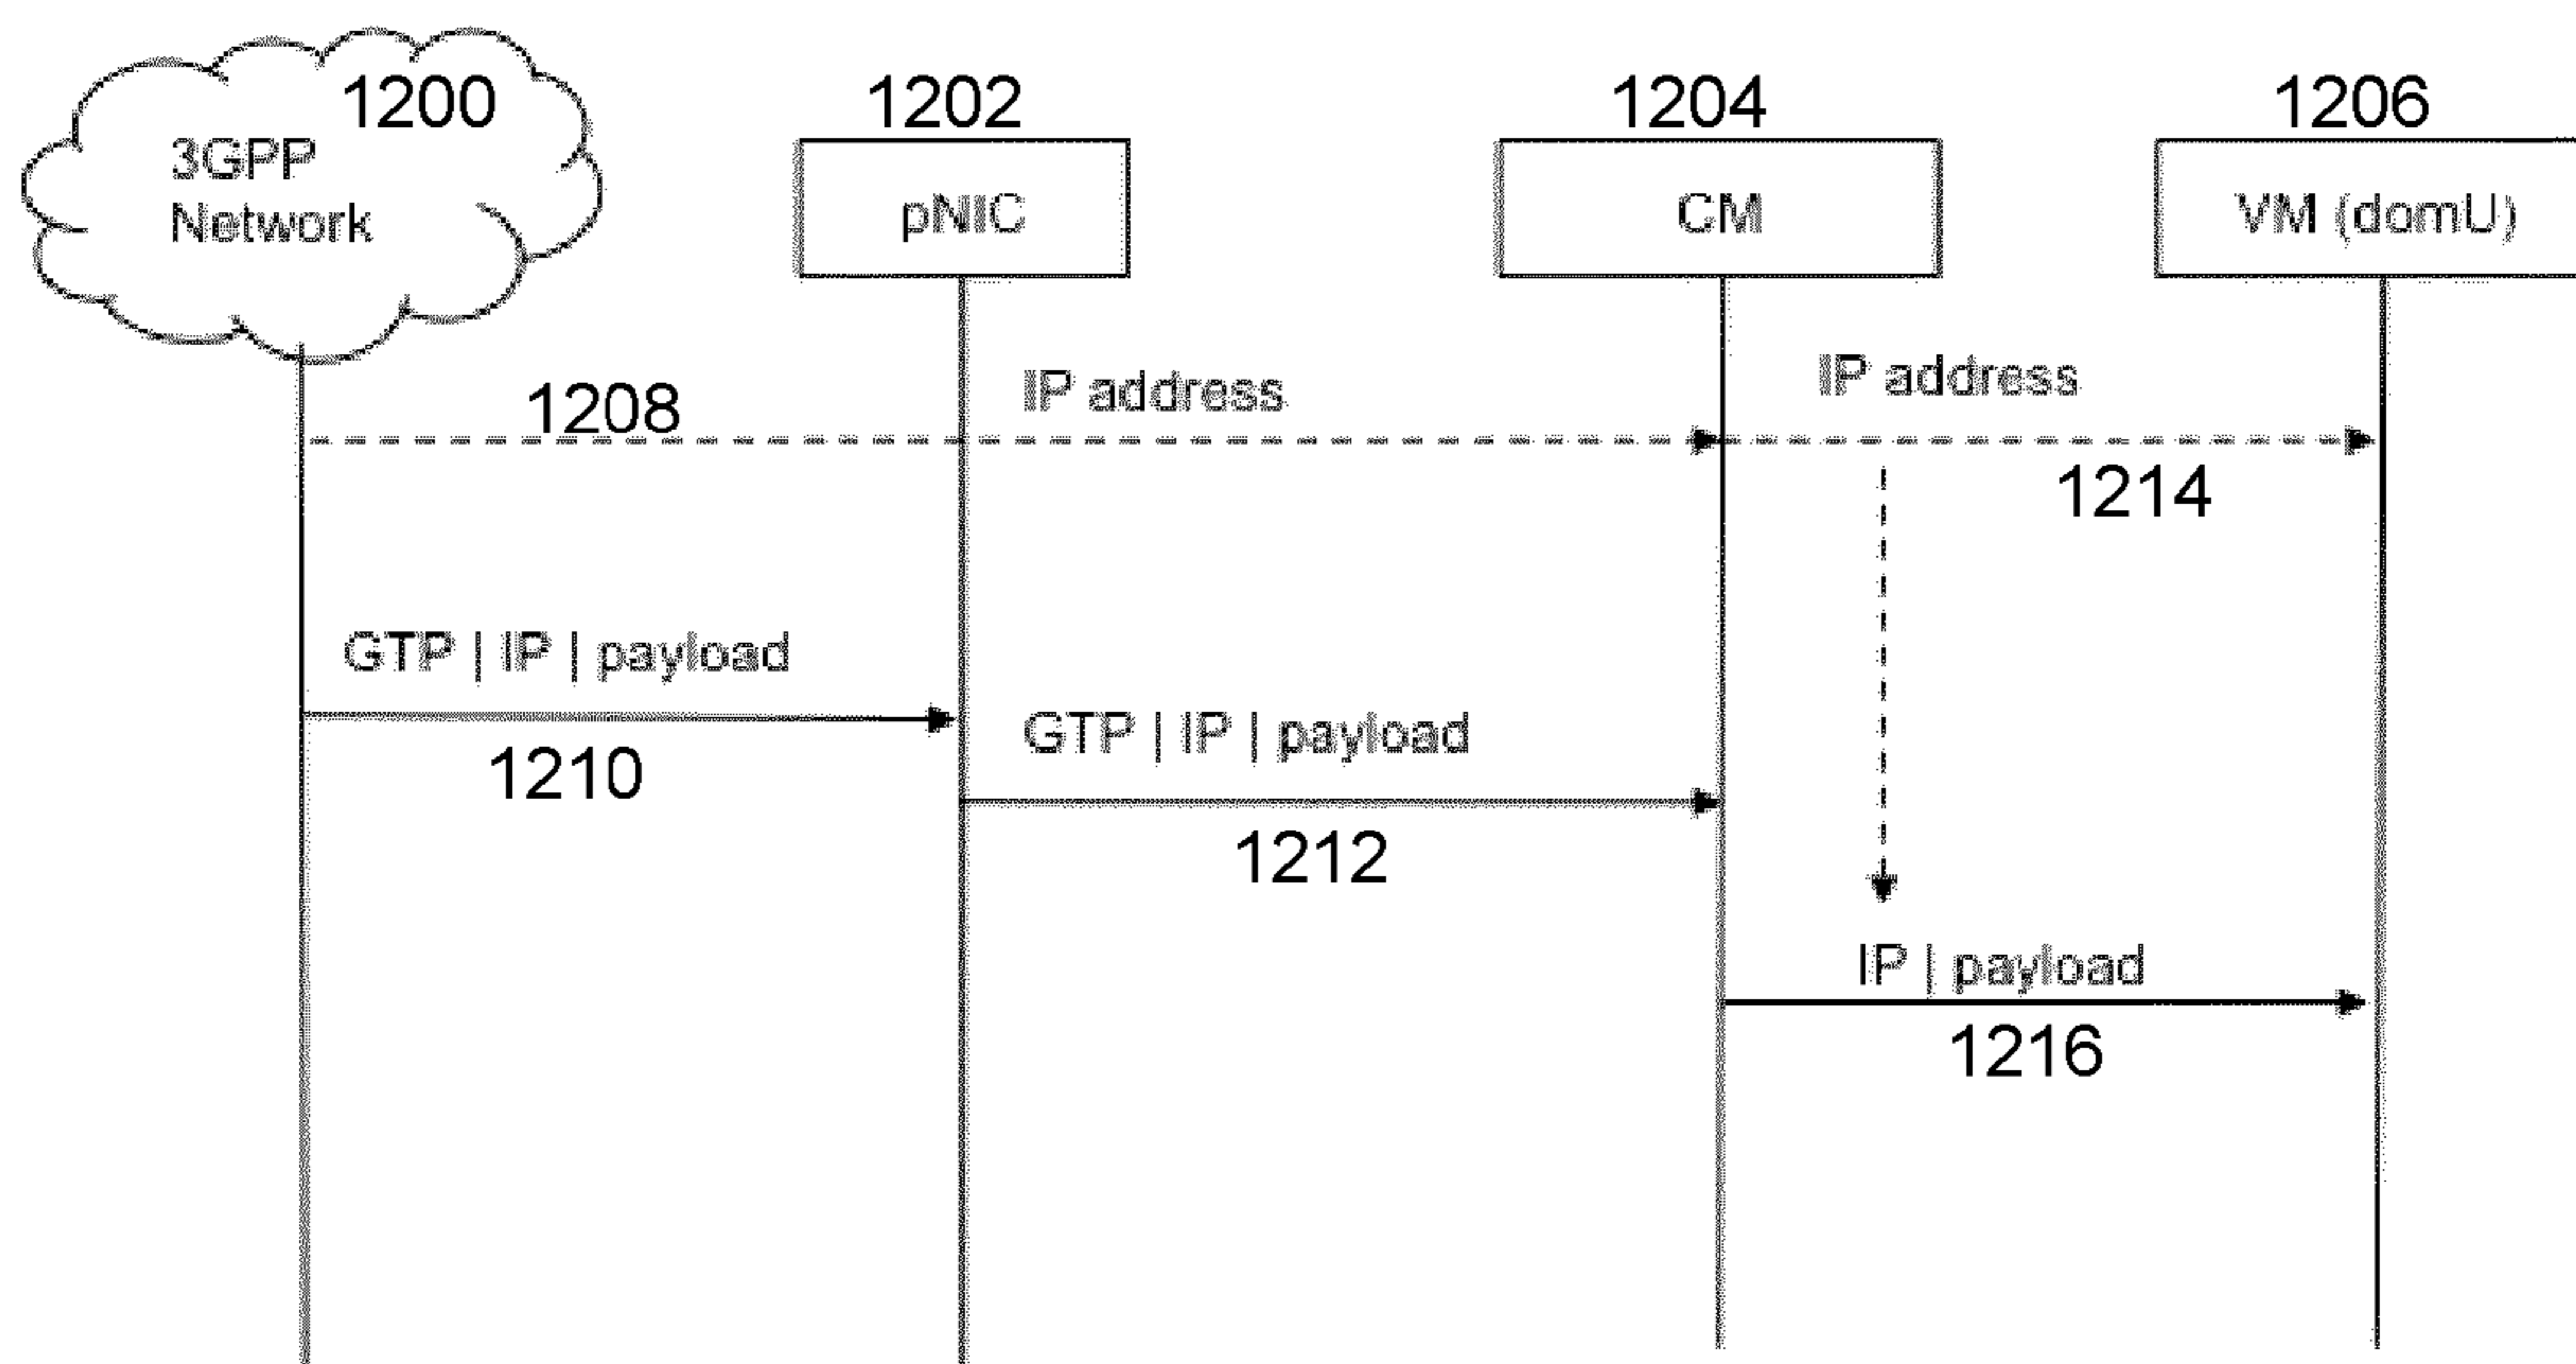 1200
3GPP
Network
1202
pNIC
1204
CM
1206
VM (domU)
1208
IP address
IP address
1214
GTP | IP | payload
1210
GTP | IP | payload
1212
IP | payload
1216